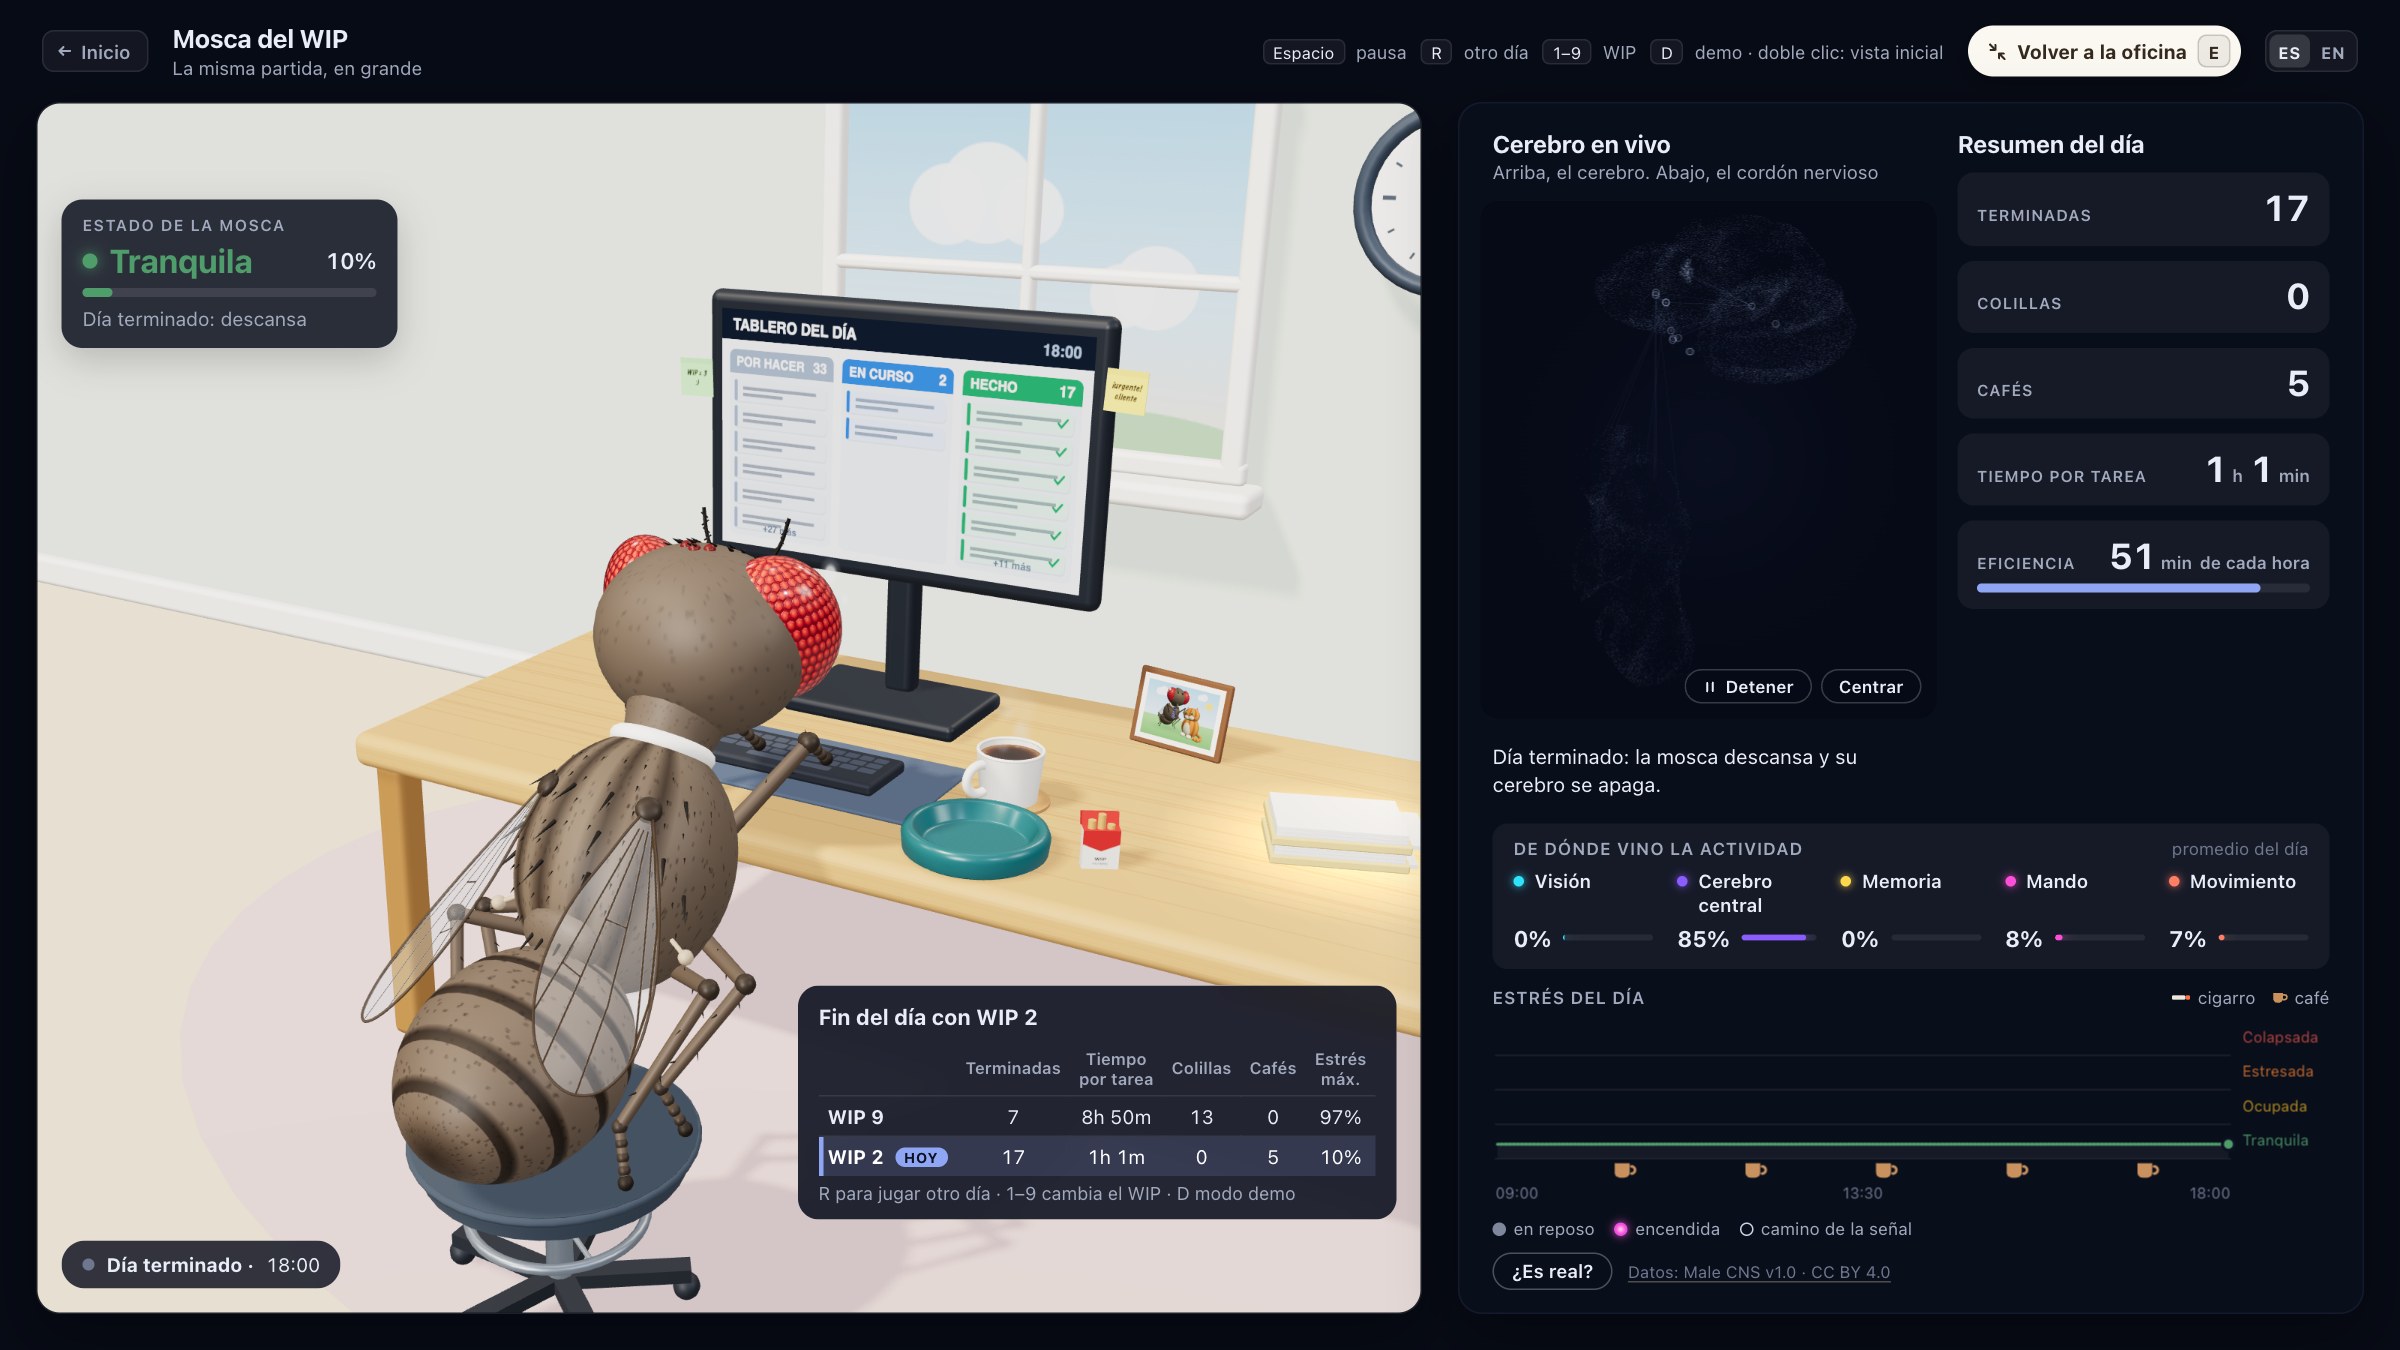 ← Inicio
Mosca del WIP
La misma partida, en grande
Espacio pausa R otro día 1–9 WIP D demo · doble clic: vista inicial
Volver a la oficina E
ES EN
ESTADO DE LA MOSCA
Tranquila 10%
Día terminado: descansa
TABLERO DEL DÍA 18:00
POR HACER 33
EN CURSO 2
HECHO 17
+11 más
¡urgente!
cliente
Fin del día con WIP 2
Terminadas Tiempo por tarea Colillas Cafés Estrés máx.
WIP 9 7 8h 50m 13 0 97%
WIP 2 HOY 17 1h 1m 0 5 10%
R para jugar otro día · 1–9 cambia el WIP · D modo demo
Día terminado · 18:00
Cerebro en vivo
Arriba, el cerebro. Abajo, el cordón nervioso
Detener Centrar
Día terminado: la mosca descansa y su
cerebro se apaga.
Resumen del día
TERMINADAS 17
COLILLAS 0
CAFÉS 5
TIEMPO POR TAREA 1 h 1 min
EFICIENCIA 51 min de cada hora
DE DÓNDE VINO LA ACTIVIDAD promedio del día
Visión 0%
Cerebro central 85%
Memoria 0%
Mando 8%
Movimiento 7%
ESTRÉS DEL DÍA cigarro café
Colapsada
Estresada
Ocupada
Tranquila
09:00 13:30 18:00
en reposo encendida camino de la señal
¿Es real? Datos: Male CNS v1.0 · CC BY 4.0